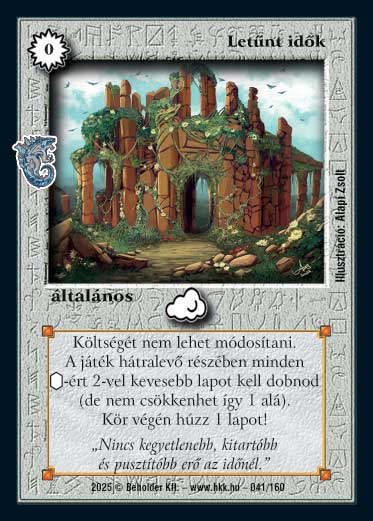 0
Letűnt idők
Illusztráció: Alapi Zsolt
általános
Költségét nem lehet módosítani.
A játék hátralevő részében minden
-ért 2-vel kevesebb lapot kell dobnod
(de nem csökkenhet így 1 alá).
Kör végén húzz 1 lapot!
„Nincs kegyetlenebb, kitartóbb
és pusztítóbb erő az időnél.”
2025 © Beholder Kft. – www.hkk.hu – 041/160